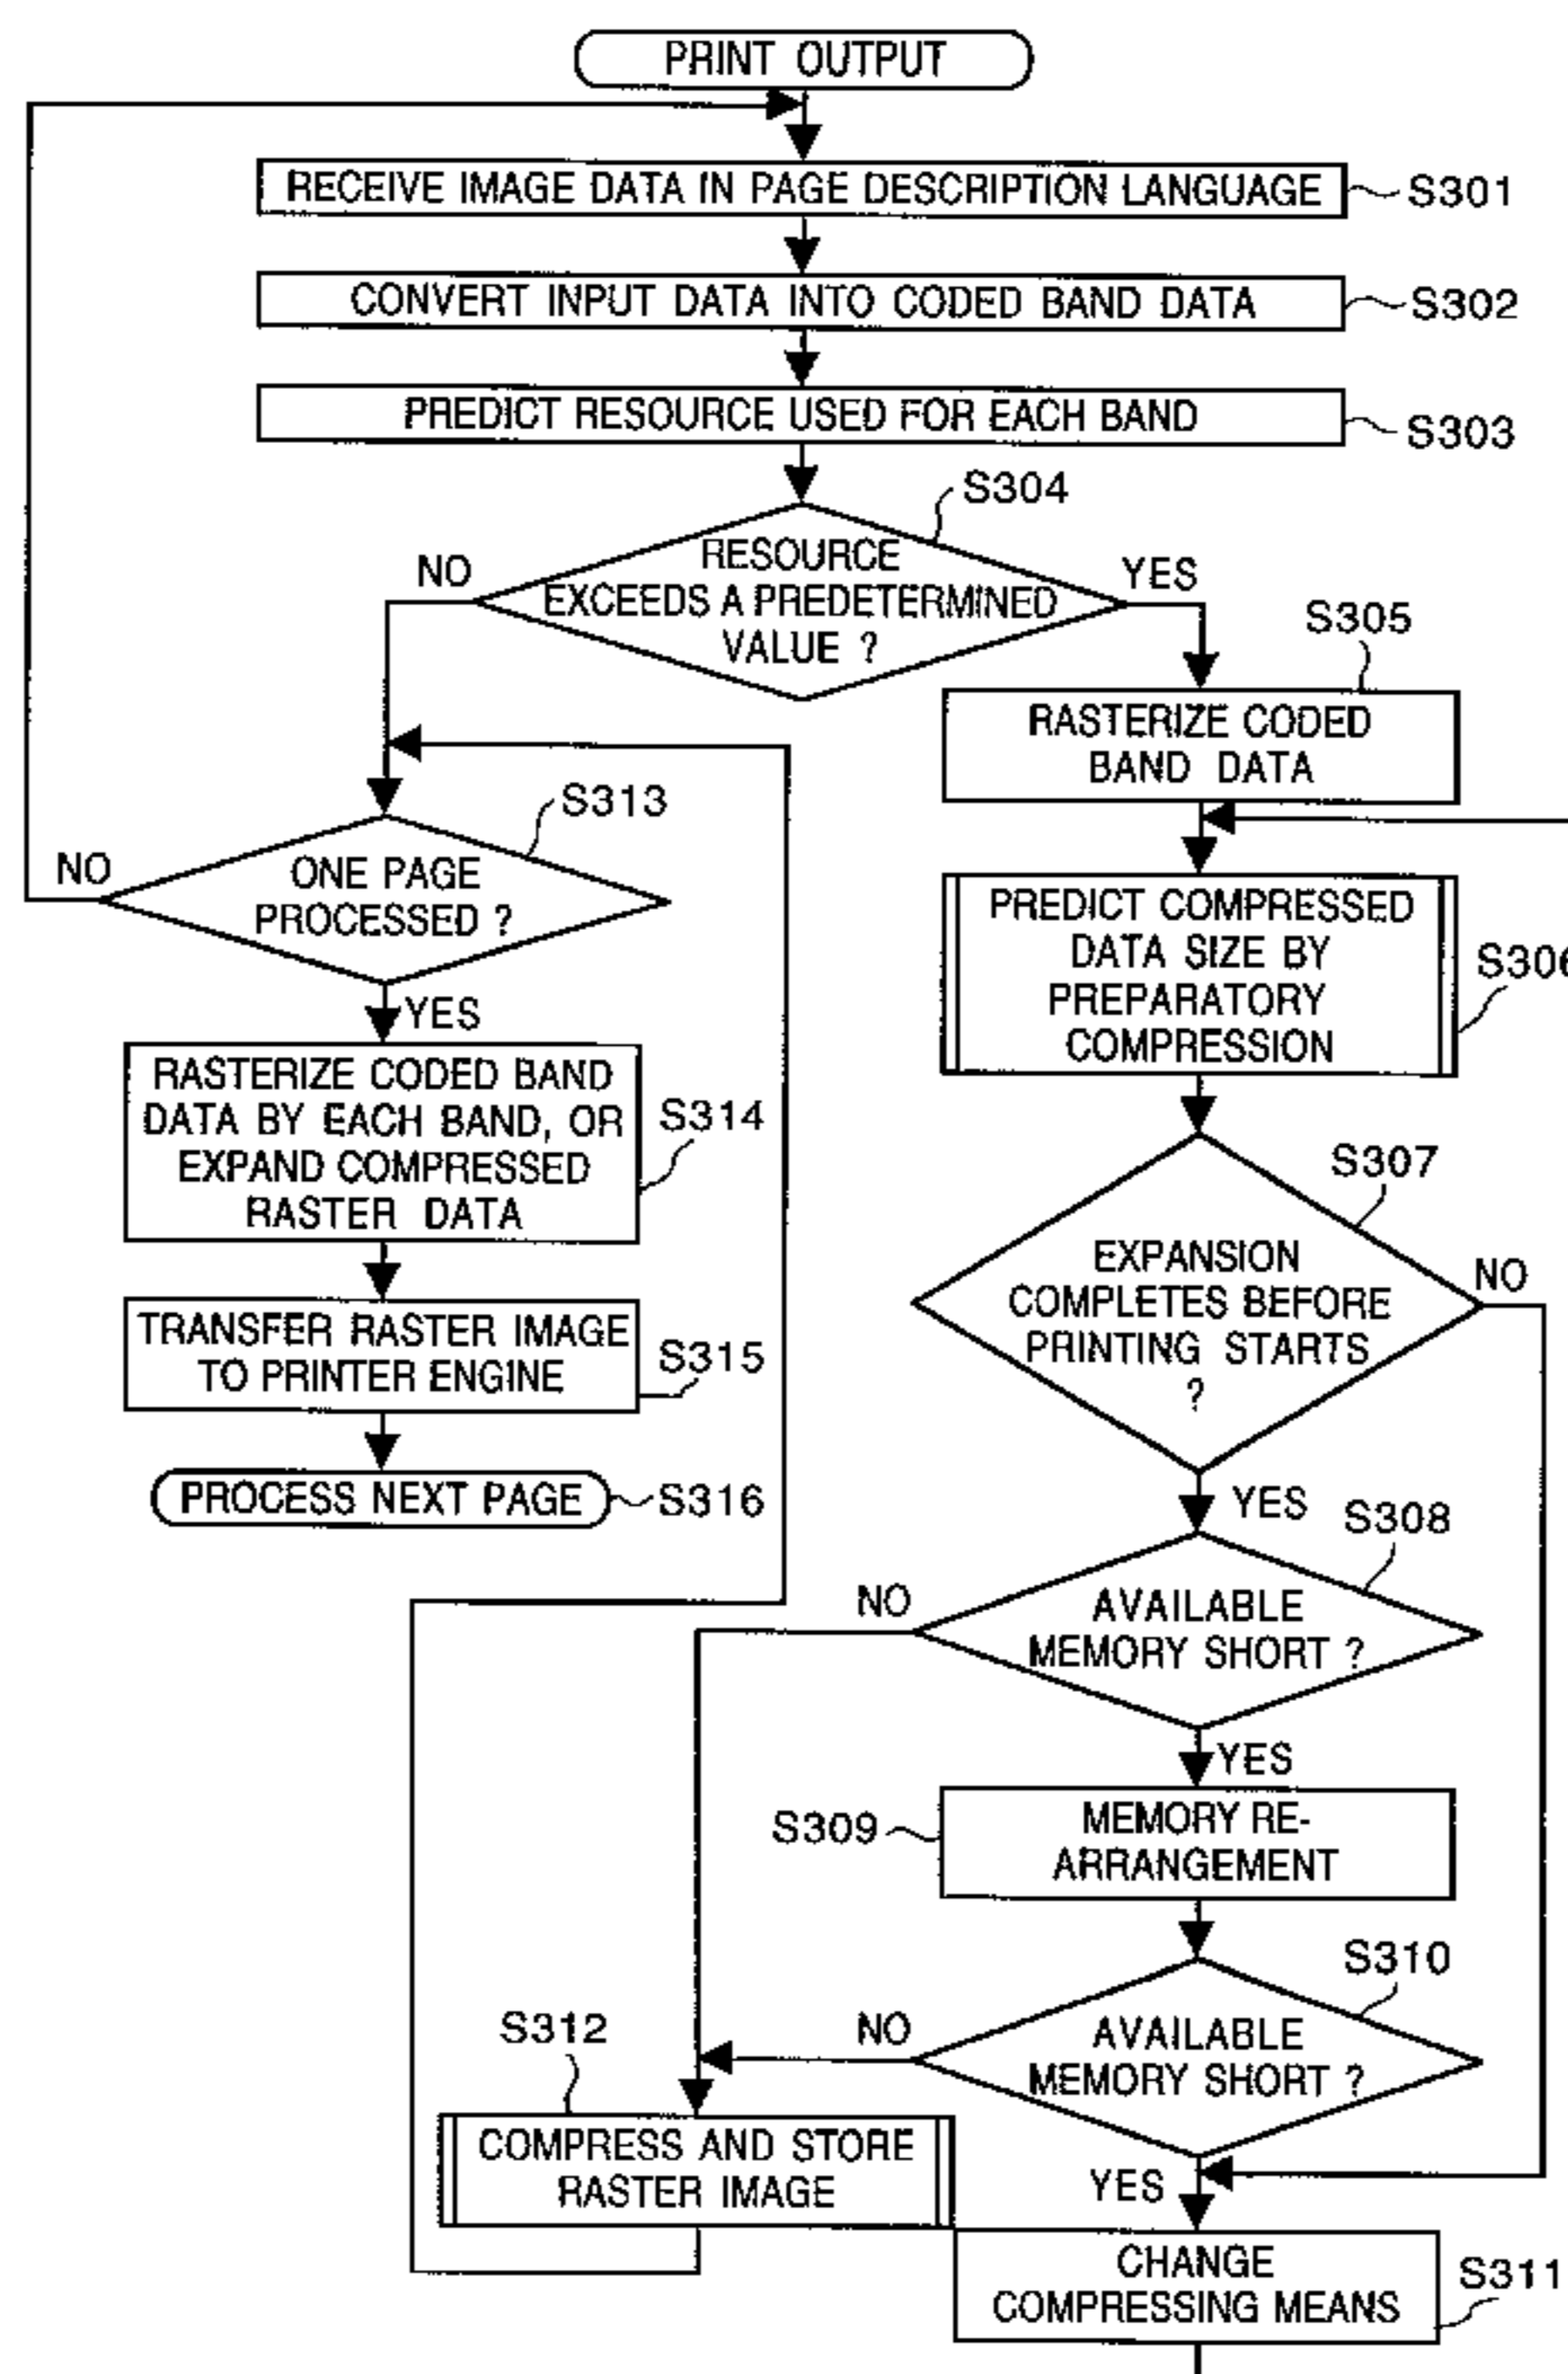 PRINT OUTPUT
RECEIVE IMAGE DATA IN PAGE DESCRIPTION LANGUAGE
S301
CONVERT INPUT DATA INTO CODED BAND DATA
S302
PREDICT RESOURCE USED FOR EACH BAND
S303
S304
RESOURCE
EXCEEDS A PREDETERMINED
VALUE ?
NO
YES
S305
RASTERIZE CODED
BAND DATA
S313
ONE PAGE
PROCESSED ?
NO
YES
PREDICT COMPRESSED
DATA SIZE BY
PREPARATORY
COMPRESSION
S306
RASTERIZE CODED BAND
DATA BY EACH BAND, OR
EXPAND COMPRESSED
RASTER DATA
S314
S307
EXPANSION
COMPLETES BEFORE
PRINTING STARTS
?
NO
YES
TRANSFER RASTER IMAGE
TO PRINTER ENGINE
S315
PROCESS NEXT PAGE
S316
S308
AVAILABLE
MEMORY SHORT ?
NO
YES
S309
MEMORY RE-
ARRANGEMENT
S310
AVAILABLE
MEMORY SHORT ?
NO
YES
S312
COMPRESS AND STORE
RASTER IMAGE
CHANGE
COMPRESSING MEANS
S311